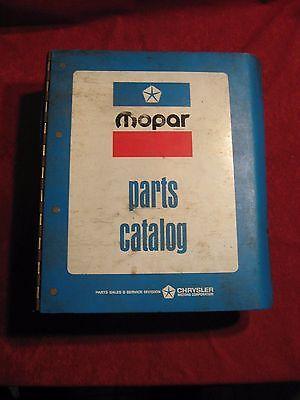 mopar
parts
catalog
PARTS SALES & SERVICE DIVISION
CHRYSLER
MOTORS CORPORATION